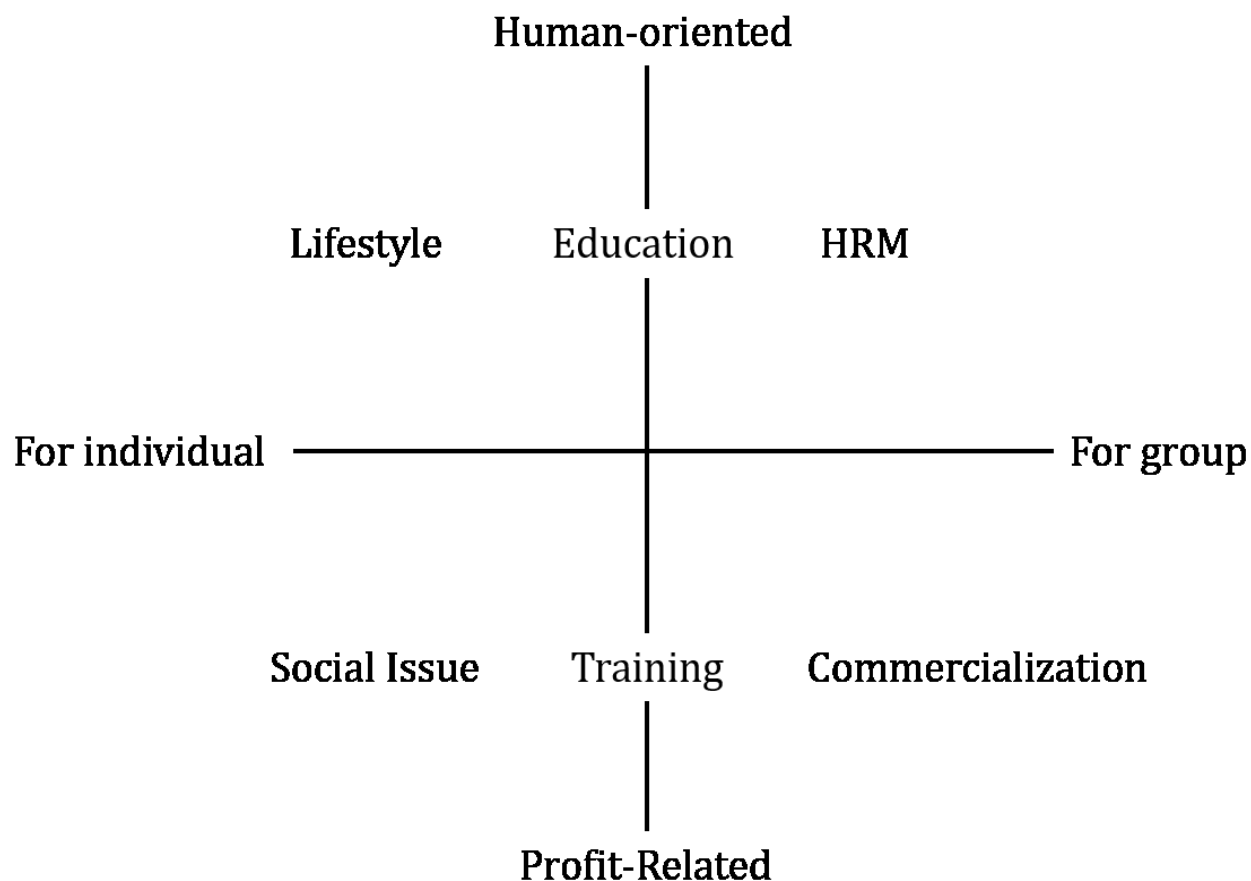 Human-oriented
Lifestyle Education HRM
For individual For group
Social Issue Training Commercialization
Profit-Related